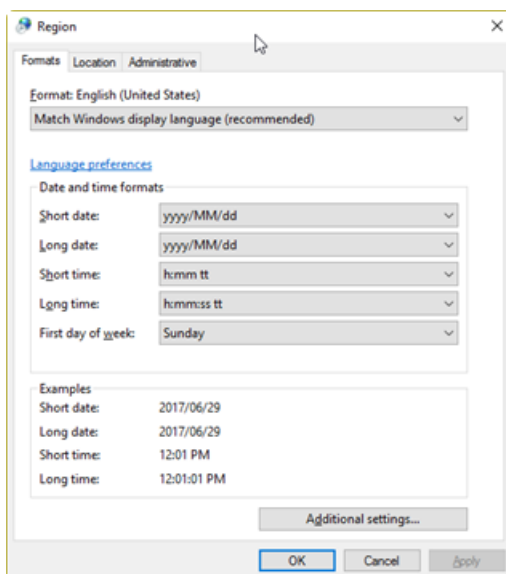 Region
Formats Location Administrative
Format: English (United States)
Match Windows display language (recommended)
Language preferences
Date and time formats
Short date: yyyy/MM/dd
Long date: yyyy/MM/dd
Short time: h:mm tt
Long time: h:mm:ss tt
First day of week: Sunday
Examples
Short date: 2017/06/29
Long date: 2017/06/29
Short time: 12:01 PM
Long time: 12:01:01 PM
Additional settings...
OK Cancel Apply